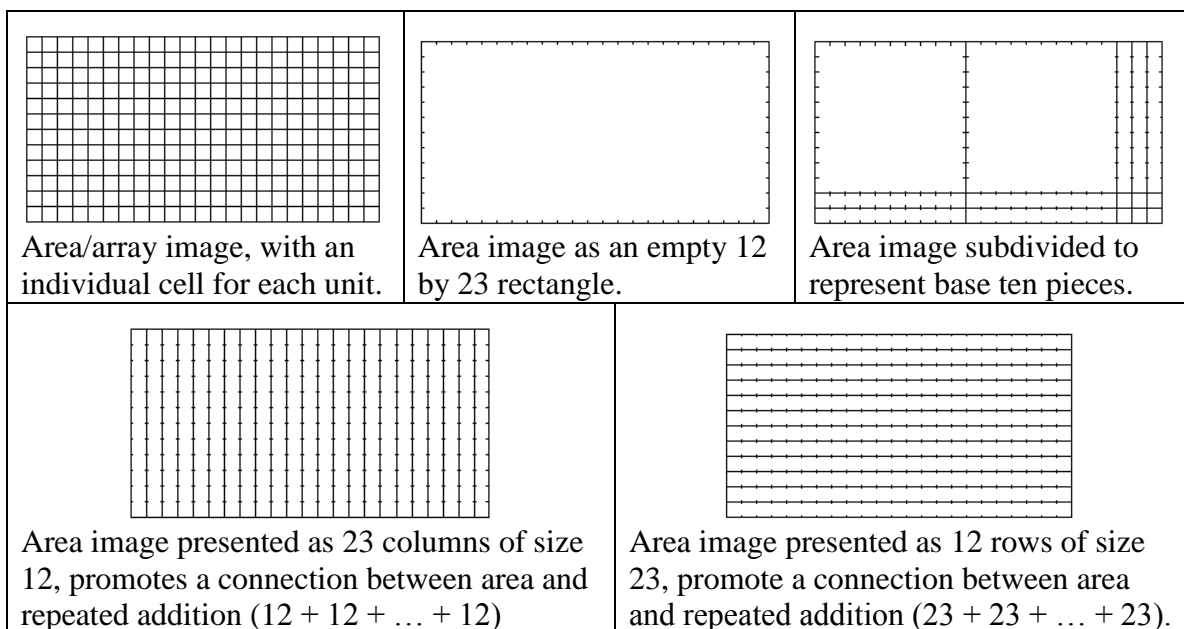 Area/array image, with an
individual cell for each unit.
Area image as an empty 12
by 23 rectangle.
Area image subdivided to
represent base ten pieces.
Area image presented as 23 columns of size
12, promotes a connection between area and
repeated addition (12 + 12 + … + 12)
Area image presented as 12 rows of size
23, promote a connection between area
and repeated addition (23 + 23 + … + 23).